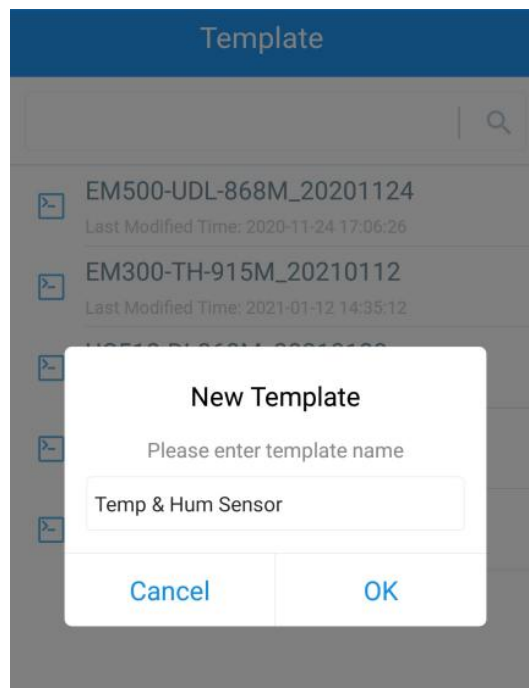 Template
EM500-UDL-868M_20201124
Last Modified Time: 2020-11-24 17:06:26
EM300-TH-915M_20210112
Last Modified Time: 2021-01-12 14:35:12
New Template
Please enter template name
Temp & Hum Sensor
Cancel
OK